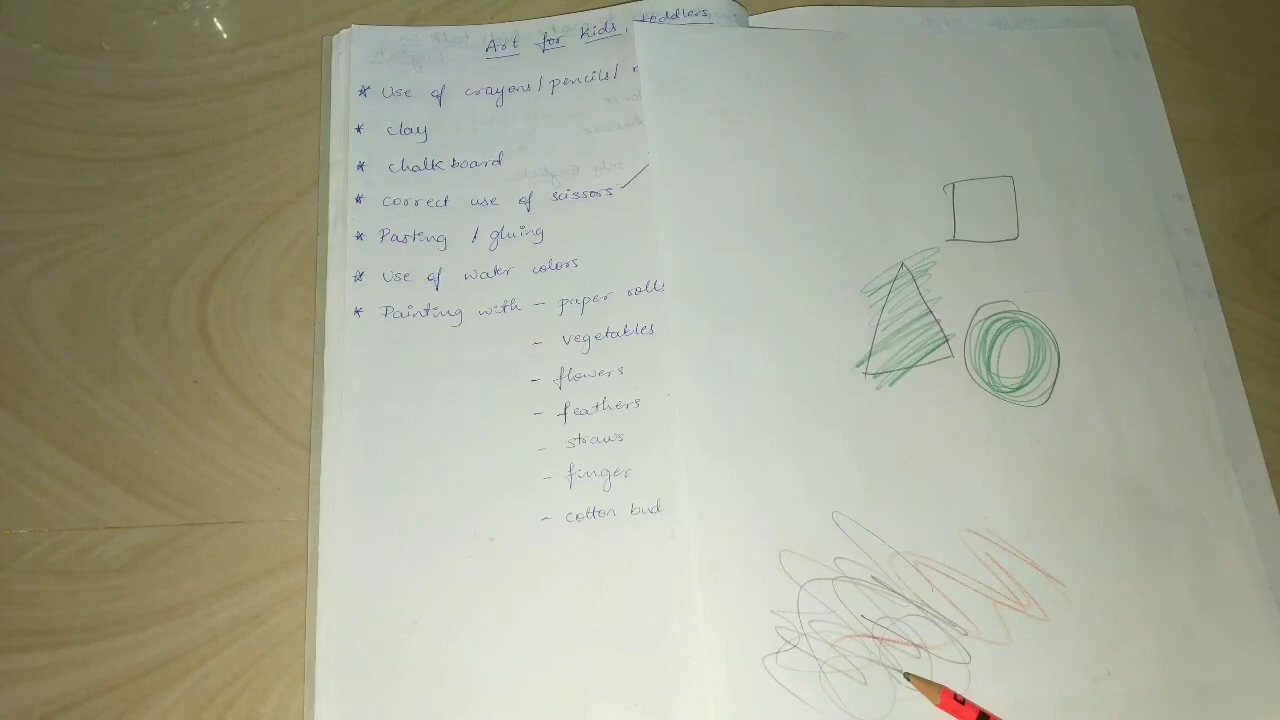 Art for Kids, toddlers
* Use of crayons/pencils/
* clay
* chalk board
* correct use of scissors
* Pasting / gluing
* Use of water colors
* Painting with - paper rolls
- vegetables
- flowers
- feathers
- straws
- finger
- cotton bud